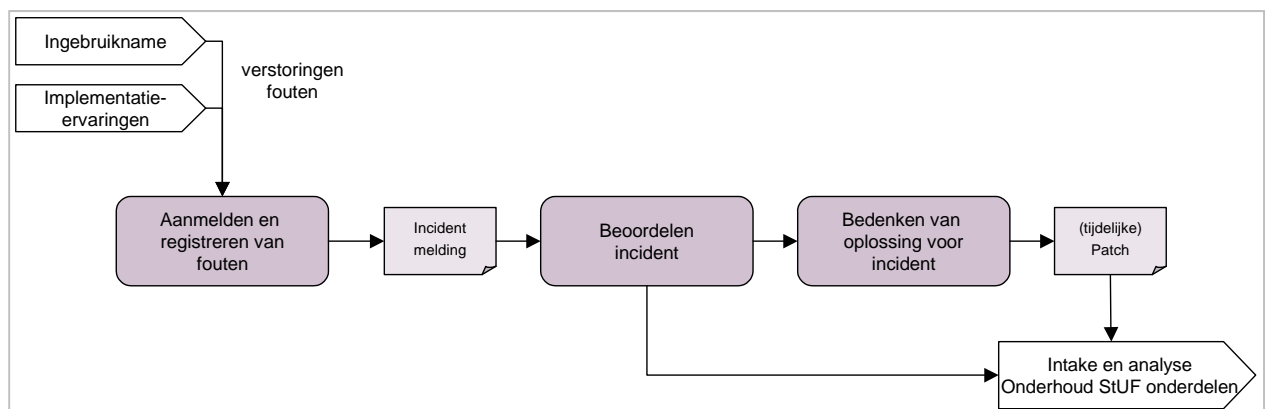 Ingebruikname
verstoringen
fouten
Implementatie-
ervaringen
Aanmelden en
registreren van
fouten
Incident
melding
Beoordelen
incident
Bedenken van
oplossing voor
incident
(tijdelijke)
Patch
Intake en analyse
Onderhoud StUF onderdelen